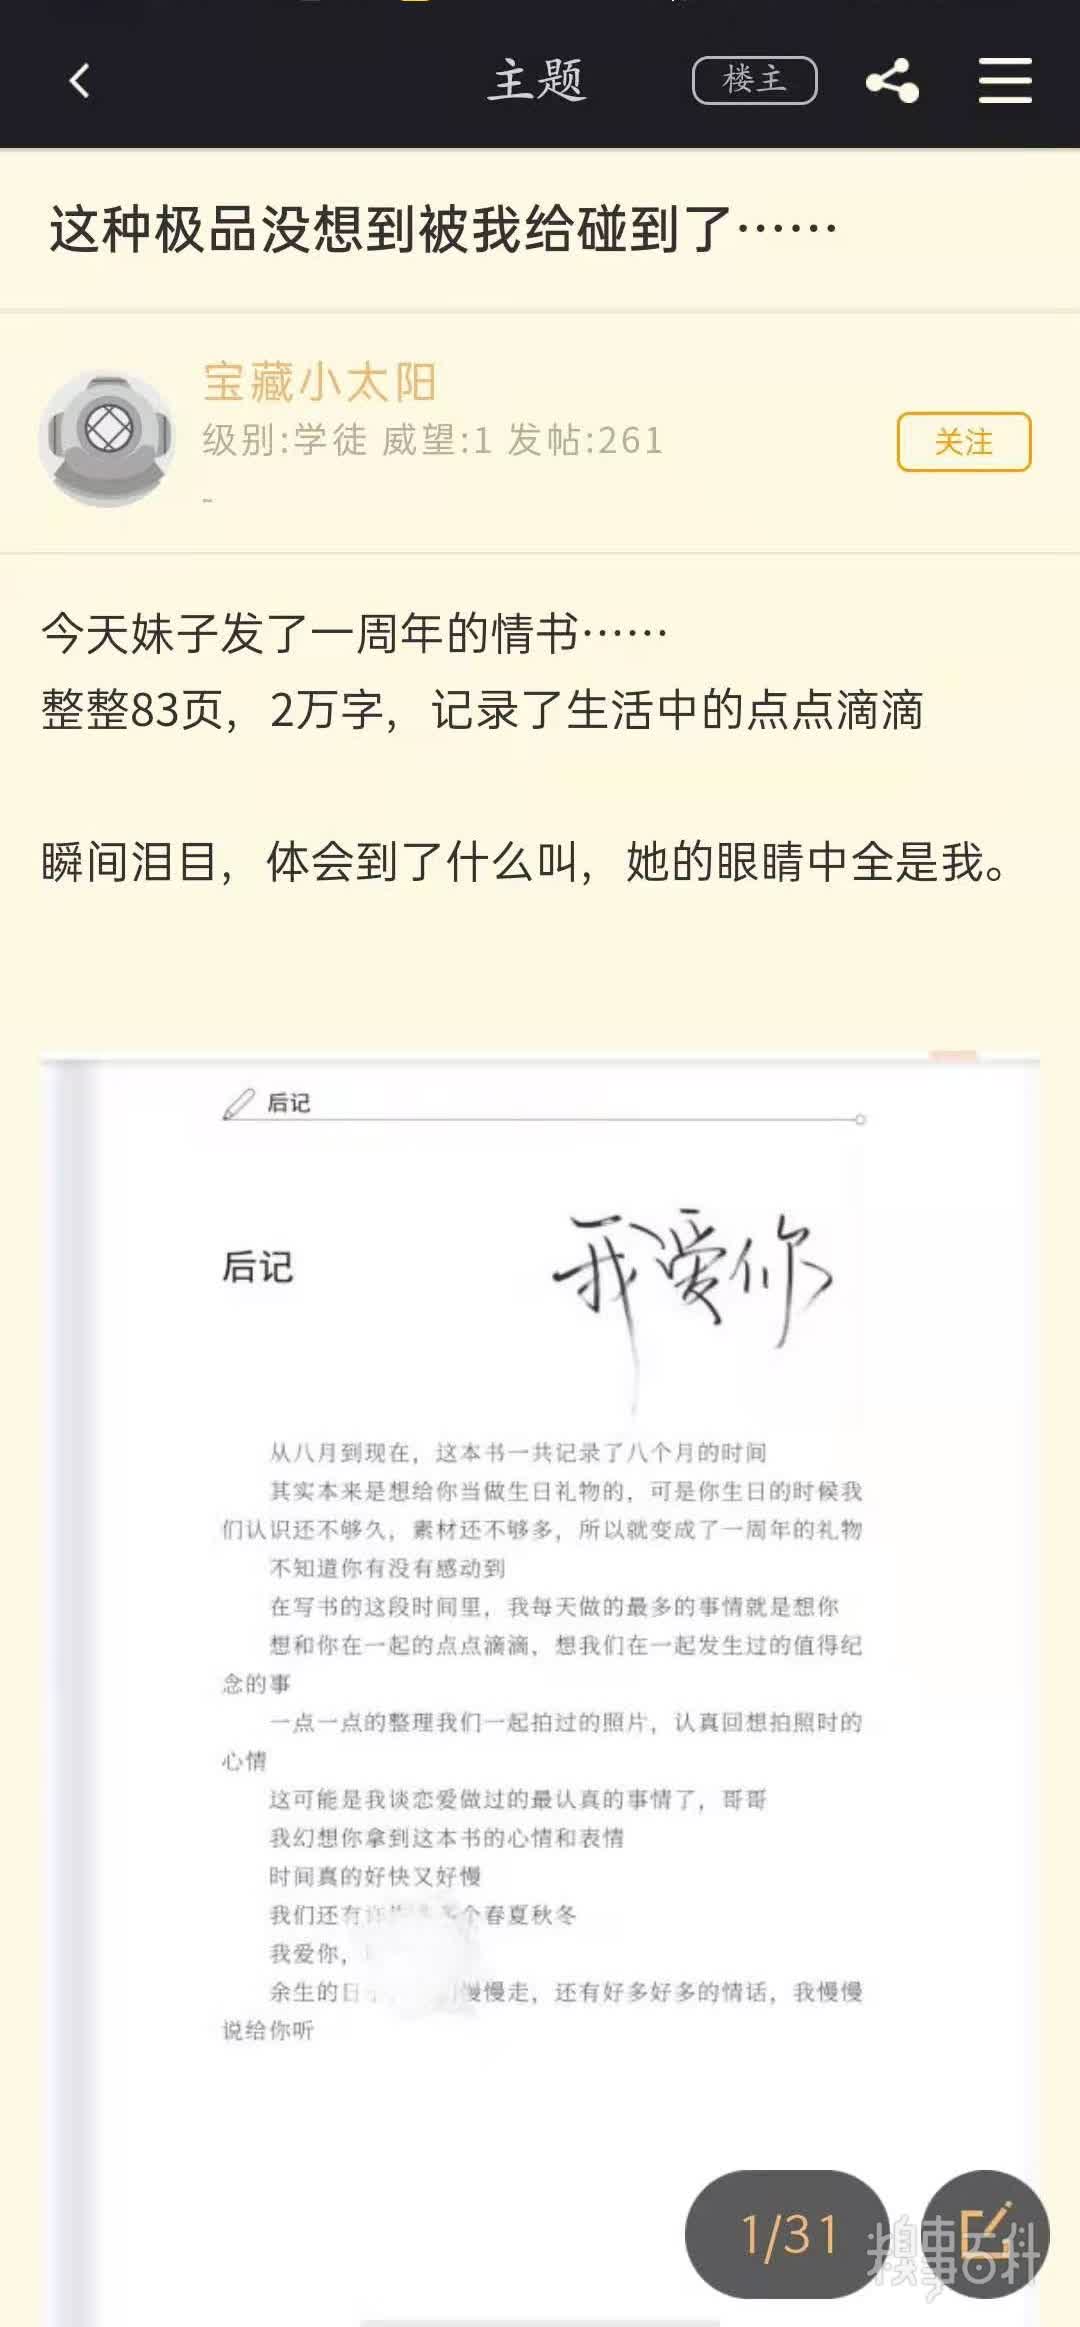 主题
楼主
这种极品没想到被我给碰到了……
宝藏小太阳
级别:学徒 威望:1 发帖:261
-
关注
今天妹子发了一周年的情书……
整整83页，2万字，记录了生活中的点点滴滴
瞬间泪目，体会到了什么叫，她的眼睛中全是我。
后记
后记
我爱你
从八月到现在，这本书一共记录了八个月的时间
其实本来是想给你当做生日礼物的，可是你生日的时候我
们认识还不够久，素材还不够多，所以就变成了一周年的礼物
不知道你有没有感动到
在写书的这段时间里，我每天做的最多的事情就是想你
想和你在一起的点点滴滴，想我们在一起发生过的值得纪
念的事
一点一点的整理我们一起拍过的照片，认真回想拍照时的
心情
这可能是我谈恋爱做过的最认真的事情了，哥哥
我幻想你拿到这本书的心情和表情
时间真的好快又好慢
我们还有个春夏秋冬
我爱你，
余生的日慢慢走，还有好多好多的情话，我慢慢
说给你听
1/31
糗事百科